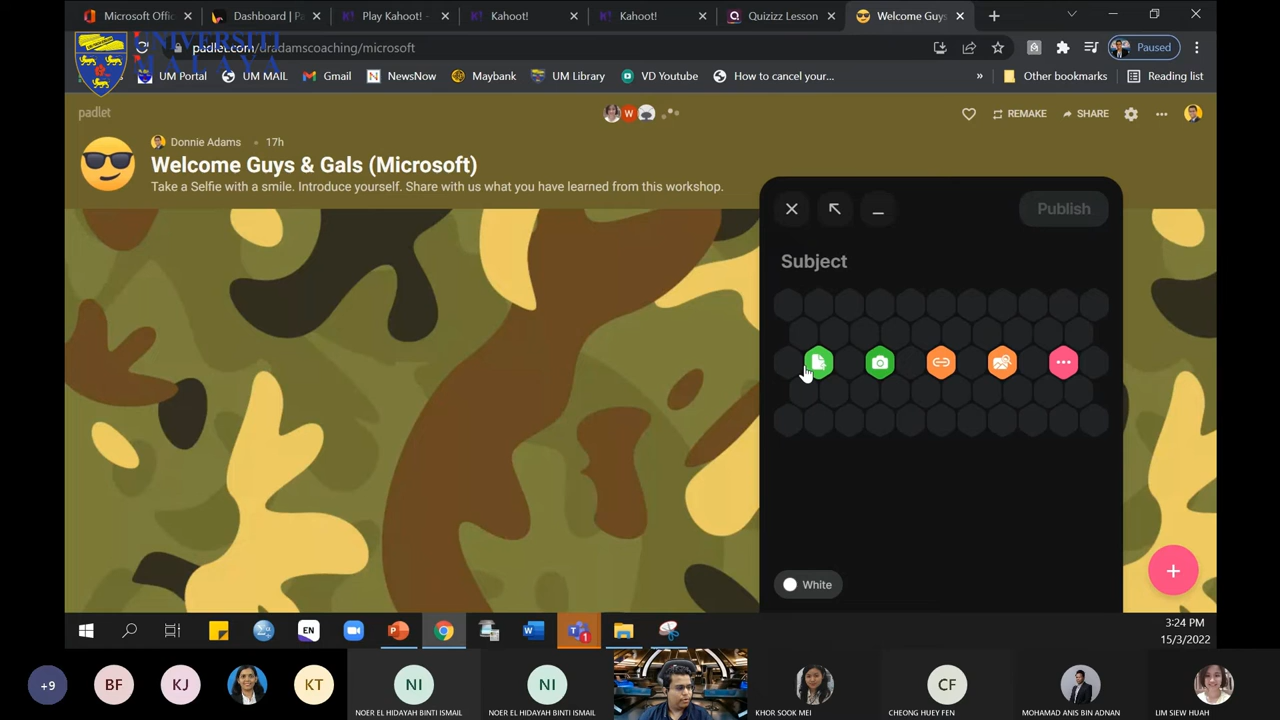 Microsoft Offic
Dashboard | Pa
Play Kahoot! -
Kahoot!
Kahoot!
Quizizz Lesson
Welcome Guys
UNIVERSITI
MALAYA
padlet.com/dradamscoaching/microsoft
Paused
UM Portal
UM MAIL
Gmail
NewsNow
Maybank
UM Library
VD Youtube
How to cancel your...
»
Other bookmarks
Reading list
padlet
W
REMAKE
SHARE
Donnie Adams • 17h
Welcome Guys & Gals (Microsoft)
Take a Selfie with a smile. Introduce yourself. Share with us what you have learned from this workshop.
Publish
Subject
White
EN
1
3:24 PM
15/3/2022
+9
BF
KJ
KT
NI
NI
CF
NOER EL HIDAYAH BINTI ISMAIL
NOER EL HIDAYAH BINTI ISMAIL
KHOR SOOK MEI
CHEONG HUEY FEN
MOHAMAD ANIS BIN ADNAN
LIM SIEW HUAH